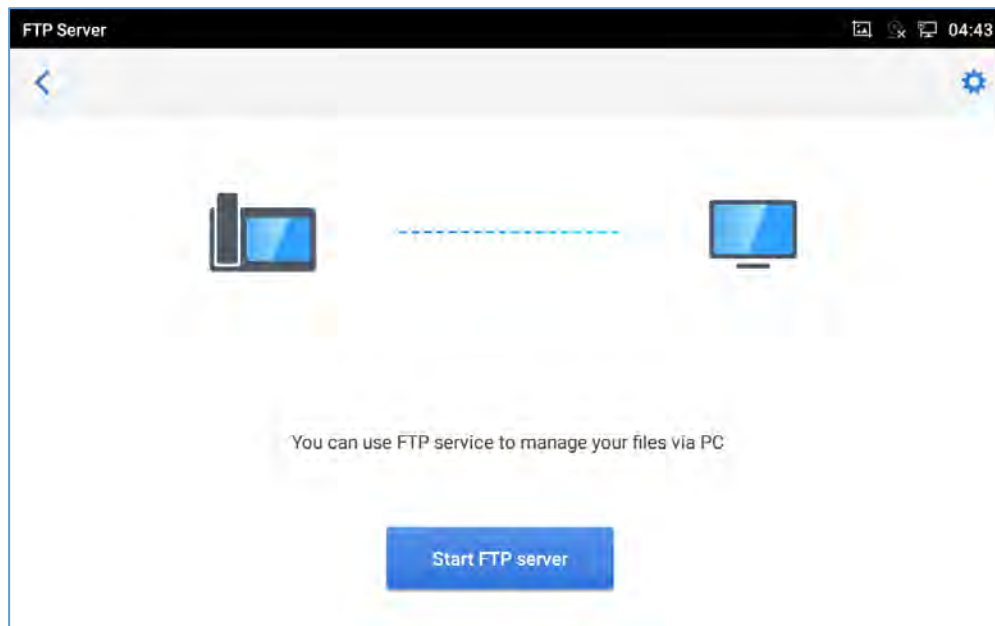 FTP Server
04:43
You can use FTP service to manage your files via PC
Start FTP server